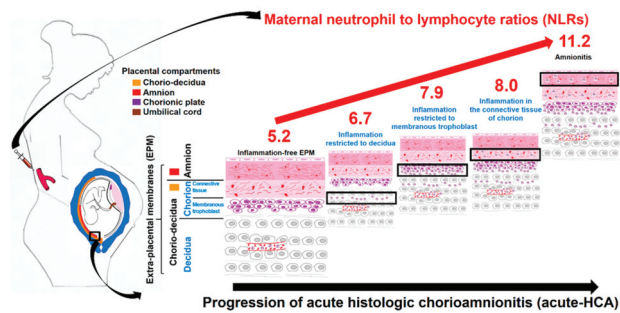 Maternal neutrophil to lymphocyte ratios (NLRs)
11.2
Amnionitis
8.0
Inflammation in
the connective tissue
of chorion
7.9
Inflammation
restricted to
membranous trophoblast
6.7
Inflammation
restricted to decidua
5.2
Inflammation-free EPM
Placental compartments
Chorio-decidua
Amnion
Chorionic plate
Umbilical cord
Extra-placental membranes (EPM)
Amnion
Chorio-decidua
Chorion
Connective
tissue
Membranous
trophoblast
Decidua
Progression of acute histologic chorioamnionitis (acute-HCA)